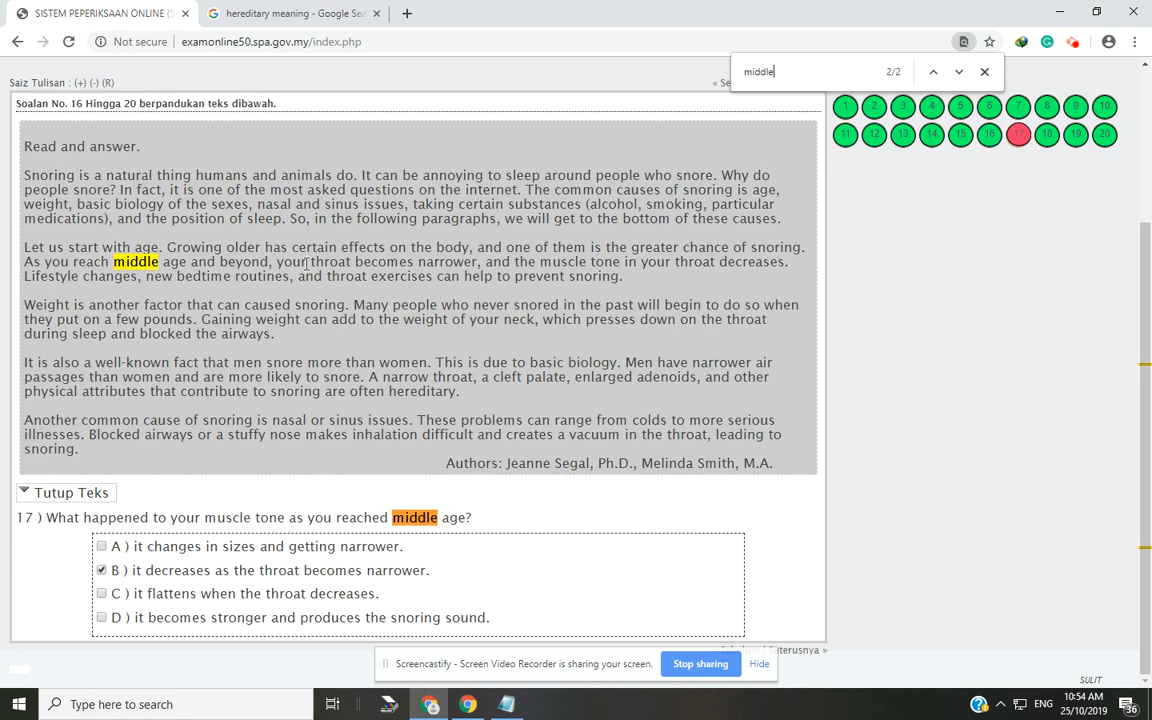 SISTEM PEPERIKSAAN ONLINE (S
hereditary meaning - Google Sea
Not secure
examonline50.spa.gov.my/index.php
middle
2/2
Saiz Tulisan : (+) (-) (R)
« Se
Soalan No. 16 Hingga 20 berpandukan teks dibawah.
1 2 3 4 5 6 7 8 9 10
11 12 13 14 15 16 17 18 19 20
Read and answer.
Snoring is a natural thing humans and animals do. It can be annoying to sleep around people who snore. Why do
people snore? In fact, it is one of the most asked questions on the internet. The common causes of snoring is age,
weight, basic biology of the sexes, nasal and sinus issues, taking certain substances (alcohol, smoking, particular
medications), and the position of sleep. So, in the following paragraphs, we will get to the bottom of these causes.
Let us start with age. Growing older has certain effects on the body, and one of them is the greater chance of snoring.
As you reach middle age and beyond, your throat becomes narrower, and the muscle tone in your throat decreases.
Lifestyle changes, new bedtime routines, and throat exercises can help to prevent snoring.
Weight is another factor that can caused snoring. Many people who never snored in the past will begin to do so when
they put on a few pounds. Gaining weight can add to the weight of your neck, which presses down on the throat
during sleep and blocked the airways.
It is also a well-known fact that men snore more than women. This is due to basic biology. Men have narrower air
passages than women and are more likely to snore. A narrow throat, a cleft palate, enlarged adenoids, and other
physical attributes that contribute to snoring are often hereditary.
Another common cause of snoring is nasal or sinus issues. These problems can range from colds to more serious
illnesses. Blocked airways or a stuffy nose makes inhalation difficult and creates a vacuum in the throat, leading to
snoring.
Authors: Jeanne Segal, Ph.D., Melinda Smith, M.A.
Tutup Teks
17 ) What happened to your muscle tone as you reached middle age?
A ) it changes in sizes and getting narrower.
B ) it decreases as the throat becomes narrower.
C ) it flattens when the throat decreases.
D ) it becomes stronger and produces the snoring sound.
Screencastify - Screen Video Recorder is sharing your screen.
Stop sharing
Hide
SULIT
Type here to search
ENG
10:54 AM
25/10/2019
36